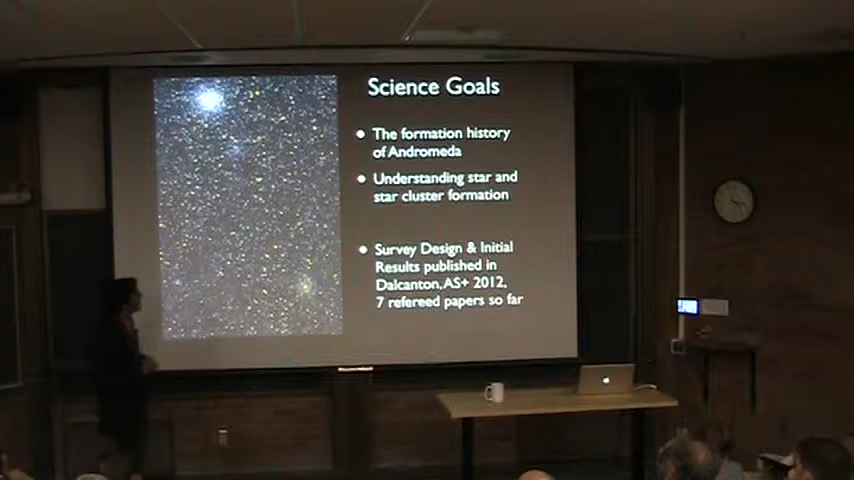 Science Goals
• The formation history
of Andromeda
• Understanding star and
star cluster formation
• Survey Design & Initial
Results published in
Dalcanton, AS+ 2012,
7 refereed papers so far